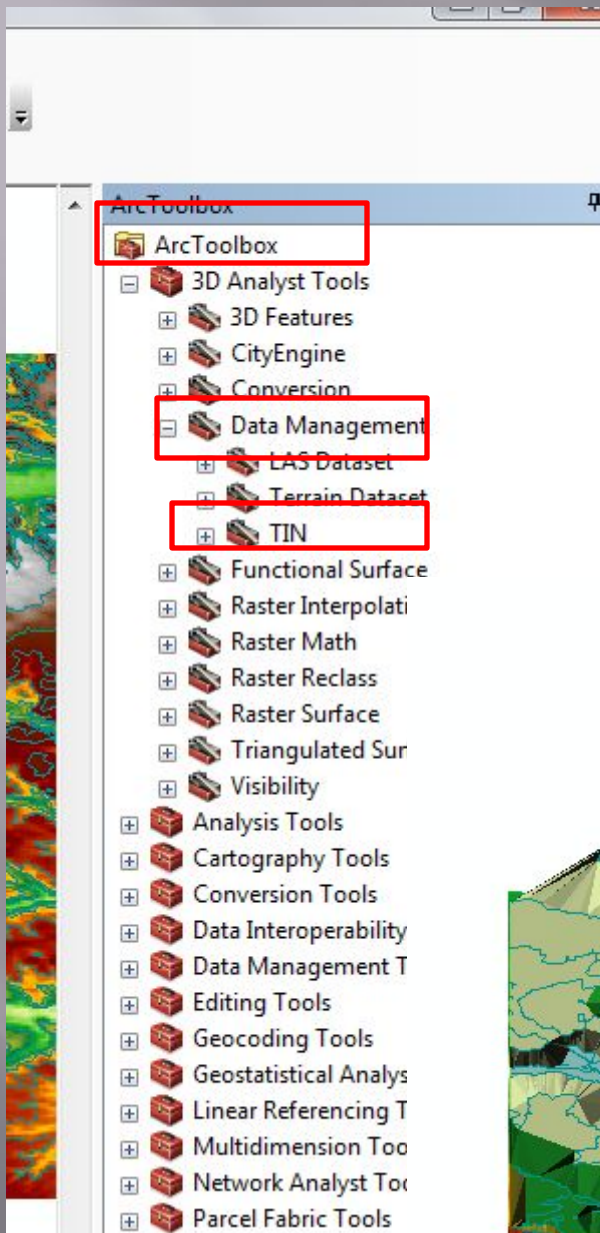 ArcToolbox
ArcToolbox
3D Analyst Tools
3D Features
CityEngine
Conversion
Data Management
LAS Dataset
Terrain Dataset
TIN
Functional Surface
Raster Interpolati
Raster Math
Raster Reclass
Raster Surface
Triangulated Sur
Visibility
Analysis Tools
Cartography Tools
Conversion Tools
Data Interoperability
Data Management T
Editing Tools
Geocoding Tools
Geostatistical Analys
Linear Referencing T
Multidimension Too
Network Analyst Too
Parcel Fabric Tools